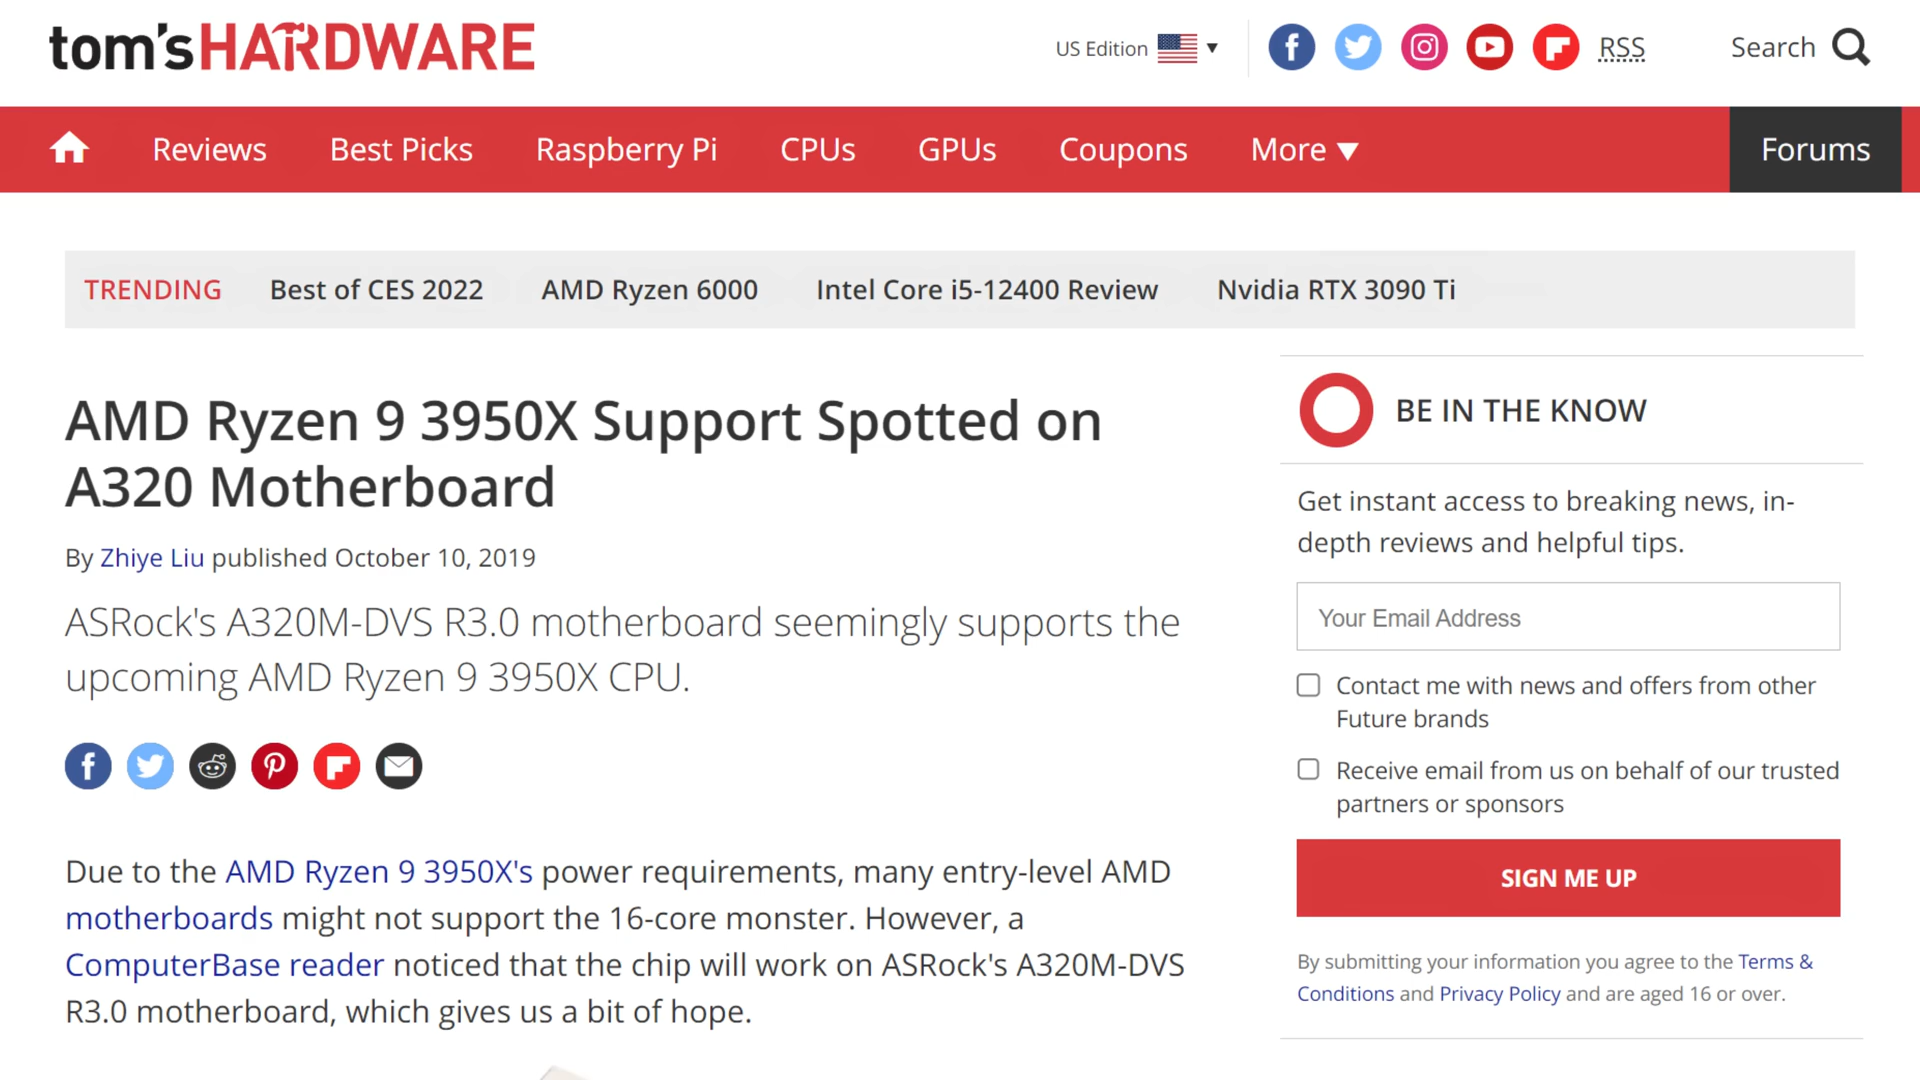 tom's HARDWARE
US Edition
RSS
Search
Reviews
Best Picks
Raspberry Pi
CPUs
GPUs
Coupons
More
Forums
TRENDING
Best of CES 2022
AMD Ryzen 6000
Intel Core i5-12400 Review
Nvidia RTX 3090 Ti
AMD Ryzen 9 3950X Support Spotted on
A320 Motherboard
By Zhiye Liu published October 10, 2019
ASRock's A320M-DVS R3.0 motherboard seemingly supports the
upcoming AMD Ryzen 9 3950X CPU.
Due to the AMD Ryzen 9 3950X's power requirements, many entry-level AMD
motherboards might not support the 16-core monster. However, a
ComputerBase reader noticed that the chip will work on ASRock's A320M-DVS
R3.0 motherboard, which gives us a bit of hope.
BE IN THE KNOW
Get instant access to breaking news, in-
depth reviews and helpful tips.
Your Email Address
Contact me with news and offers from other
Future brands
Receive email from us on behalf of our trusted
partners or sponsors
SIGN ME UP
By submitting your information you agree to the Terms &
Conditions and Privacy Policy and are aged 16 or over.